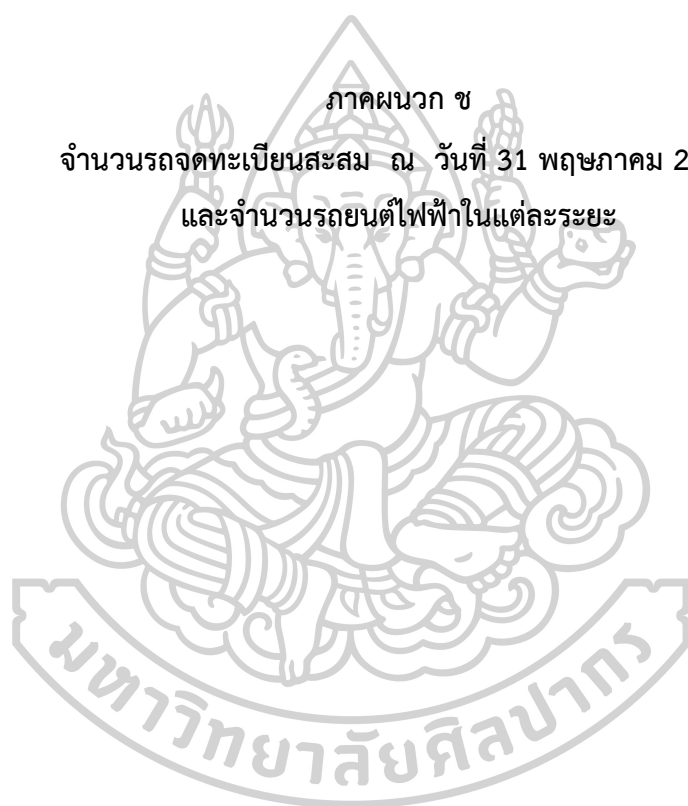 ภาคผนวก ช
จำนวนรถจดทะเบียนสะสม ณ วันที่ 31 พฤษภาคม 2
และจำนวนรถยนต์ไฟฟ้าในแต่ละระยะ
มหาวิทยาลัยศิลปากร